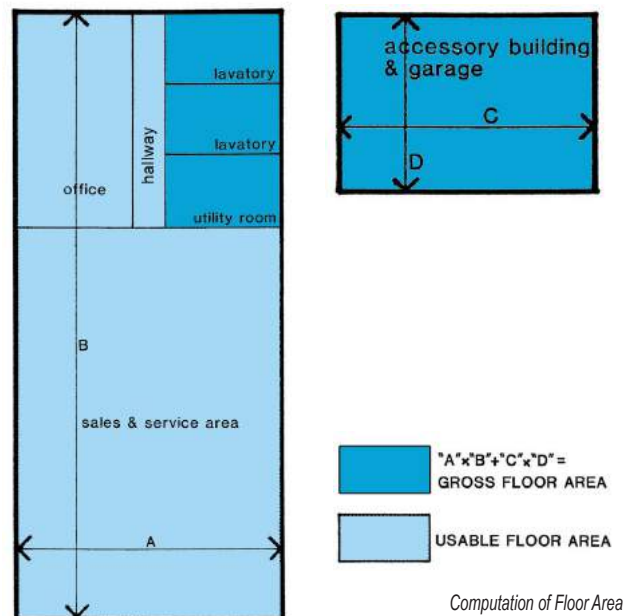 lavatory
lavatory
hallway
office
utility room
B
sales & service area
A
accessory building
& garage
C
D
"A"x"B"+"C"x"D"=
GROSS FLOOR AREA
USABLE FLOOR AREA
Computation of Floor Area